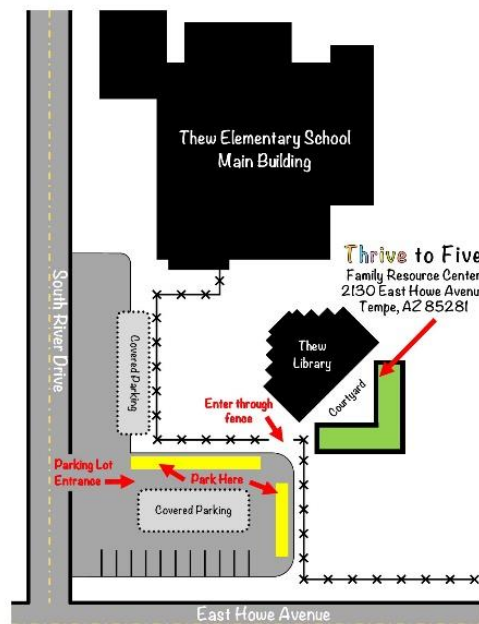 Thew Elementary School
Main Building
Thrive to Five
Family Resource Center
2130 East Howe Avenue
Tempe, AZ 85281
South River Drive
Covered Parking
Thew
Library
Courtyard
Enter through
fence
Parking Lot
Entrance
Park Here
Covered Parking
East Howe Avenue